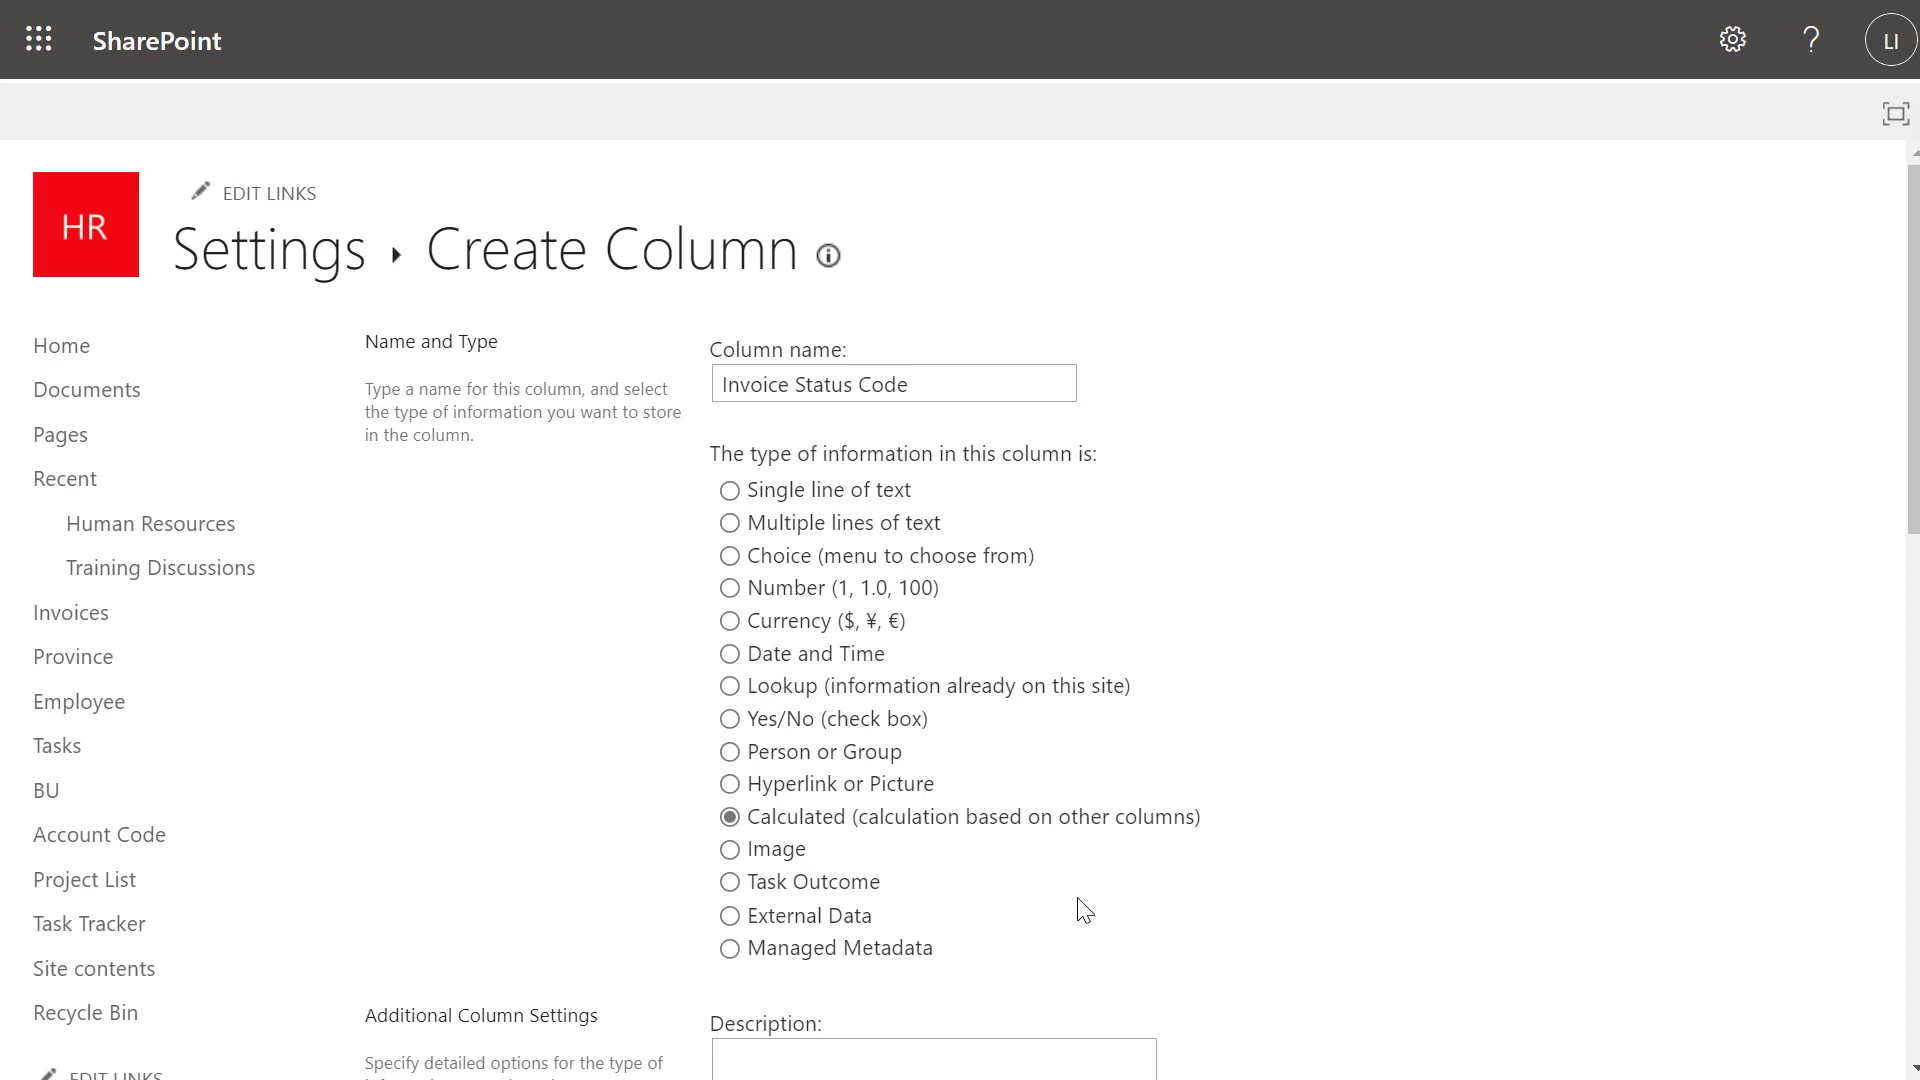 SharePoint
?
LI
HR
EDIT LINKS
Settings ▸ Create Column
Home
Documents
Pages
Recent
Human Resources
Training Discussions
Invoices
Province
Employee
Tasks
BU
Account Code
Project List
Task Tracker
Site contents
Recycle Bin
EDIT LINKS
Name and Type
Type a name for this column, and select
the type of information you want to store
in the column.
Column name:
Invoice Status Code
The type of information in this column is:
Single line of text
Multiple lines of text
Choice (menu to choose from)
Number (1, 1.0, 100)
Currency ($, ¥, €)
Date and Time
Lookup (information already on this site)
Yes/No (check box)
Person or Group
Hyperlink or Picture
Calculated (calculation based on other columns)
Image
Task Outcome
External Data
Managed Metadata
Additional Column Settings
Specify detailed options for the type of
Description: